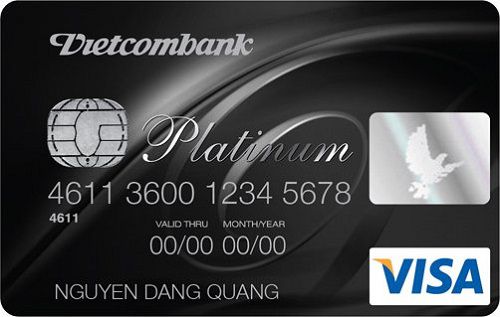 Vietcombank
Platinum
4611 3600 1234 5678
4611
VALID THRU MONTH/YEAR
00/00 00/00
NGUYEN DANG QUANG
VISA